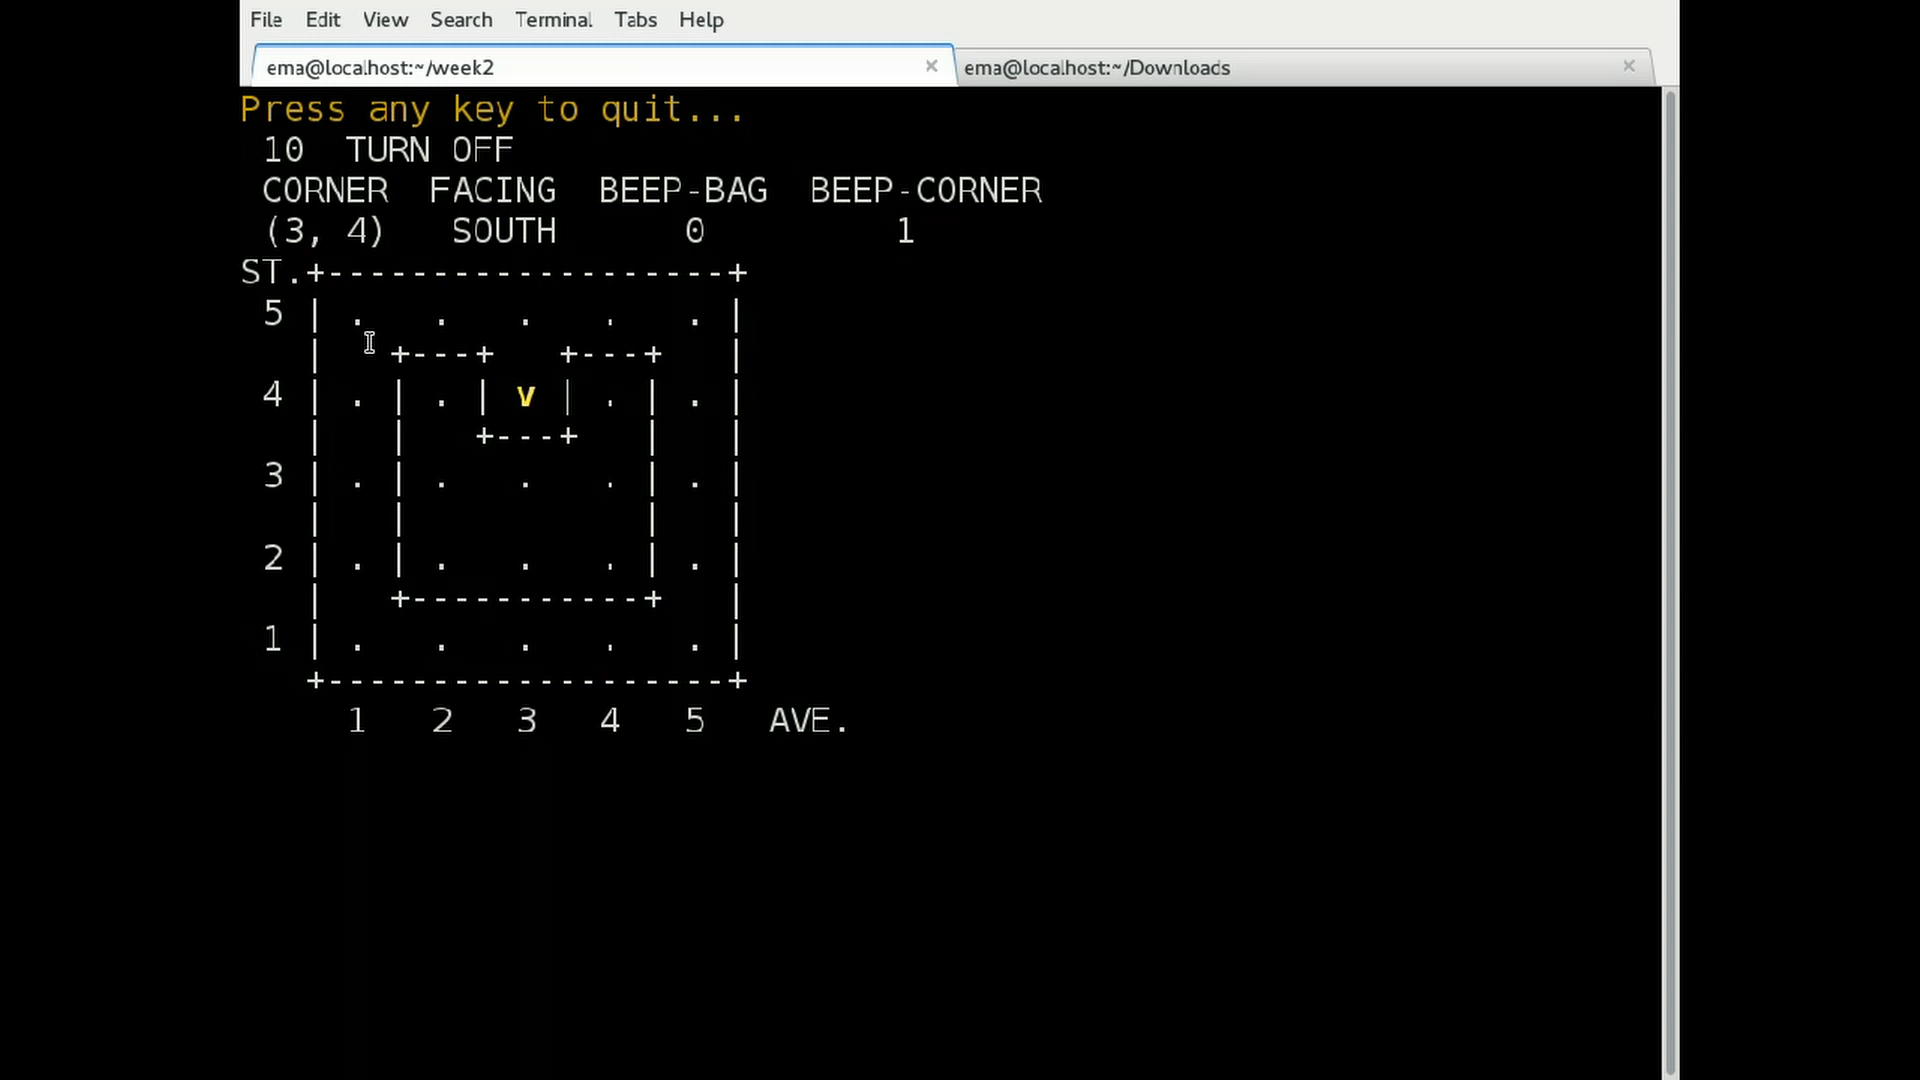 File Edit View Search Terminal Tabs Help
ema@localhost:~/week2 × ema@localhost:~/Downloads ×
Press any key to quit...
 10  TURN OFF
 CORNER  FACING  BEEP-BAG  BEEP-CORNER
 (3, 4)   SOUTH      0         1
ST.+-------------------+
 5 | .   .   .   .   . |
   |   +---+   +---+   |
 4 | . | . | v | . | . |
   |   |   +---+   |   |
 3 | . | .   .   . | . |
   |   |           |   |
 2 | . | .   .   . | . |
   |   +-----------+   |
 1 | .   .   .   .   . |
   +-------------------+
     1   2   3   4   5   AVE.